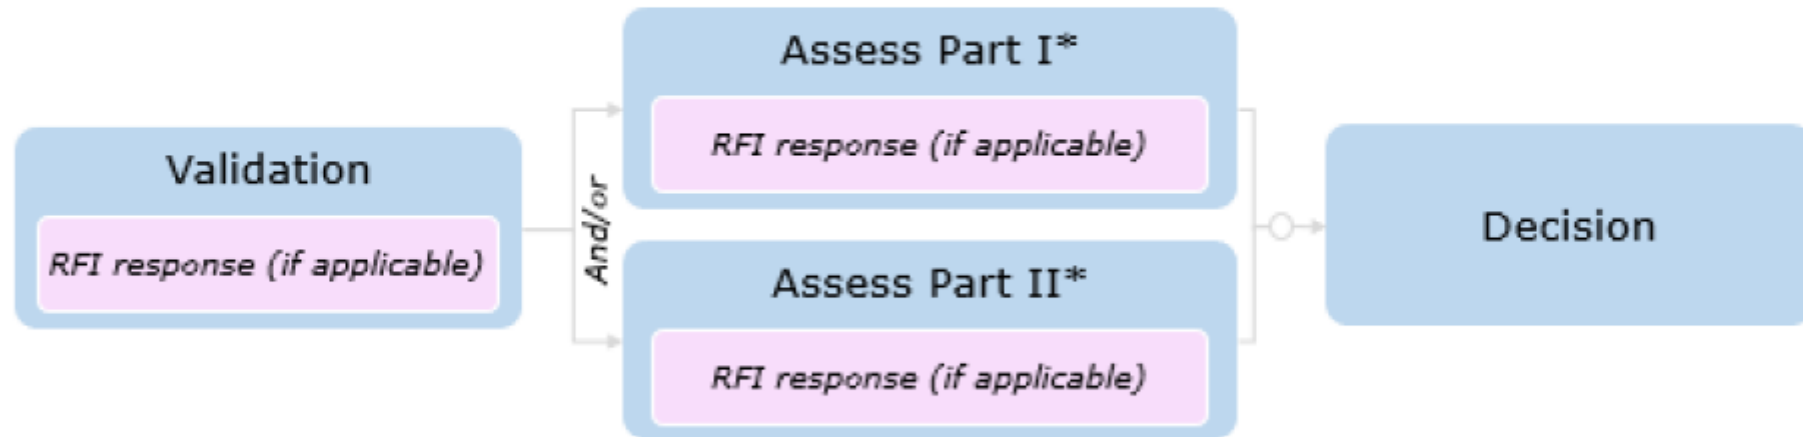 Validation
RFI response (if applicable)
And/or
Assess Part I*
RFI response (if applicable)
Assess Part II*
RFI response (if applicable)
Decision